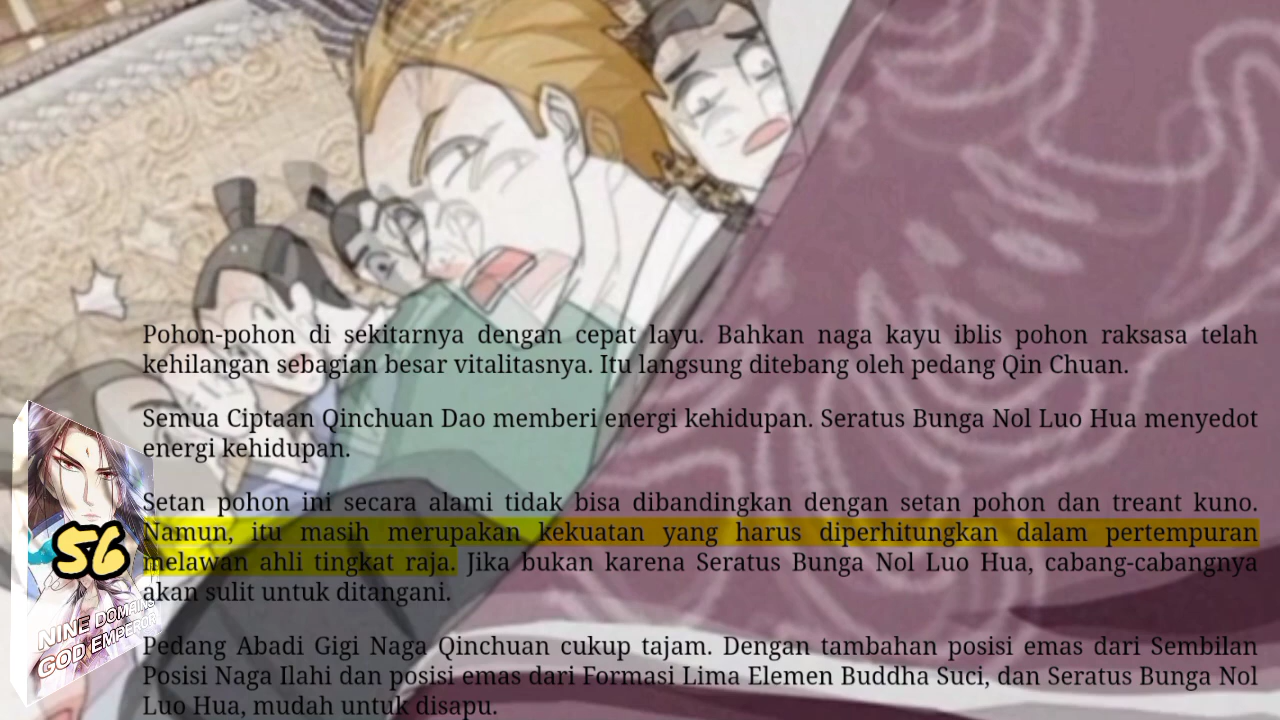 Pohon-pohon di sekitarnya dengan cepat layu. Bahkan naga kayu iblis pohon raksasa telah
kehilangan sebagian besar vitalitasnya. Itu langsung ditebang oleh pedang Qin Chuan.
Semua Ciptaan Qinchuan Dao memberi energi kehidupan. Seratus Bunga Nol Luo Hua menyedot
energi kehidupan.
Setan pohon ini secara alami tidak bisa dibandingkan dengan setan pohon dan treant kuno.
Namun, itu masih merupakan kekuatan yang harus diperhitungkan dalam pertempuran
melawan ahli tingkat raja. Jika bukan karena Seratus Bunga Nol Luo Hua, cabang-cabangnya
akan sulit untuk ditangani.
Pedang Abadi Gigi Naga Qinchuan cukup tajam. Dengan tambahan posisi emas dari Sembilan
Posisi Naga Ilahi dan posisi emas dari Formasi Lima Elemen Buddha Suci, dan Seratus Bunga Nol
Luo Hua, mudah untuk disapu.
56
NINE DOMAINS
GOD EMPEROR